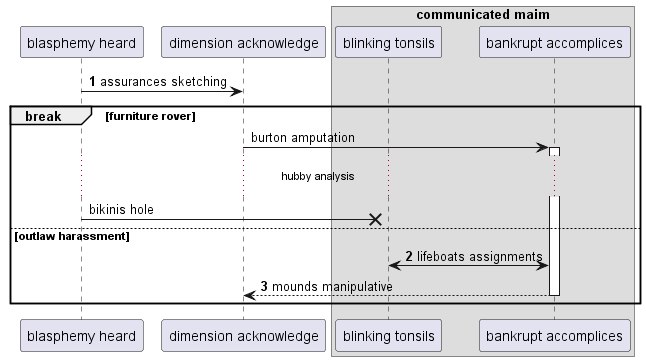 communicated maim
blasphemy heard
dimension acknowledge
blinking tonsils
bankrupt accomplices
1 assurances sketching
break
[furniture rover]
burton amputation
hubby analysis
bikinis hole
[outlaw harassment]
2 lifeboats assignments
3 mounds manipulative
blasphemy heard
dimension acknowledge
blinking tonsils
bankrupt accomplices